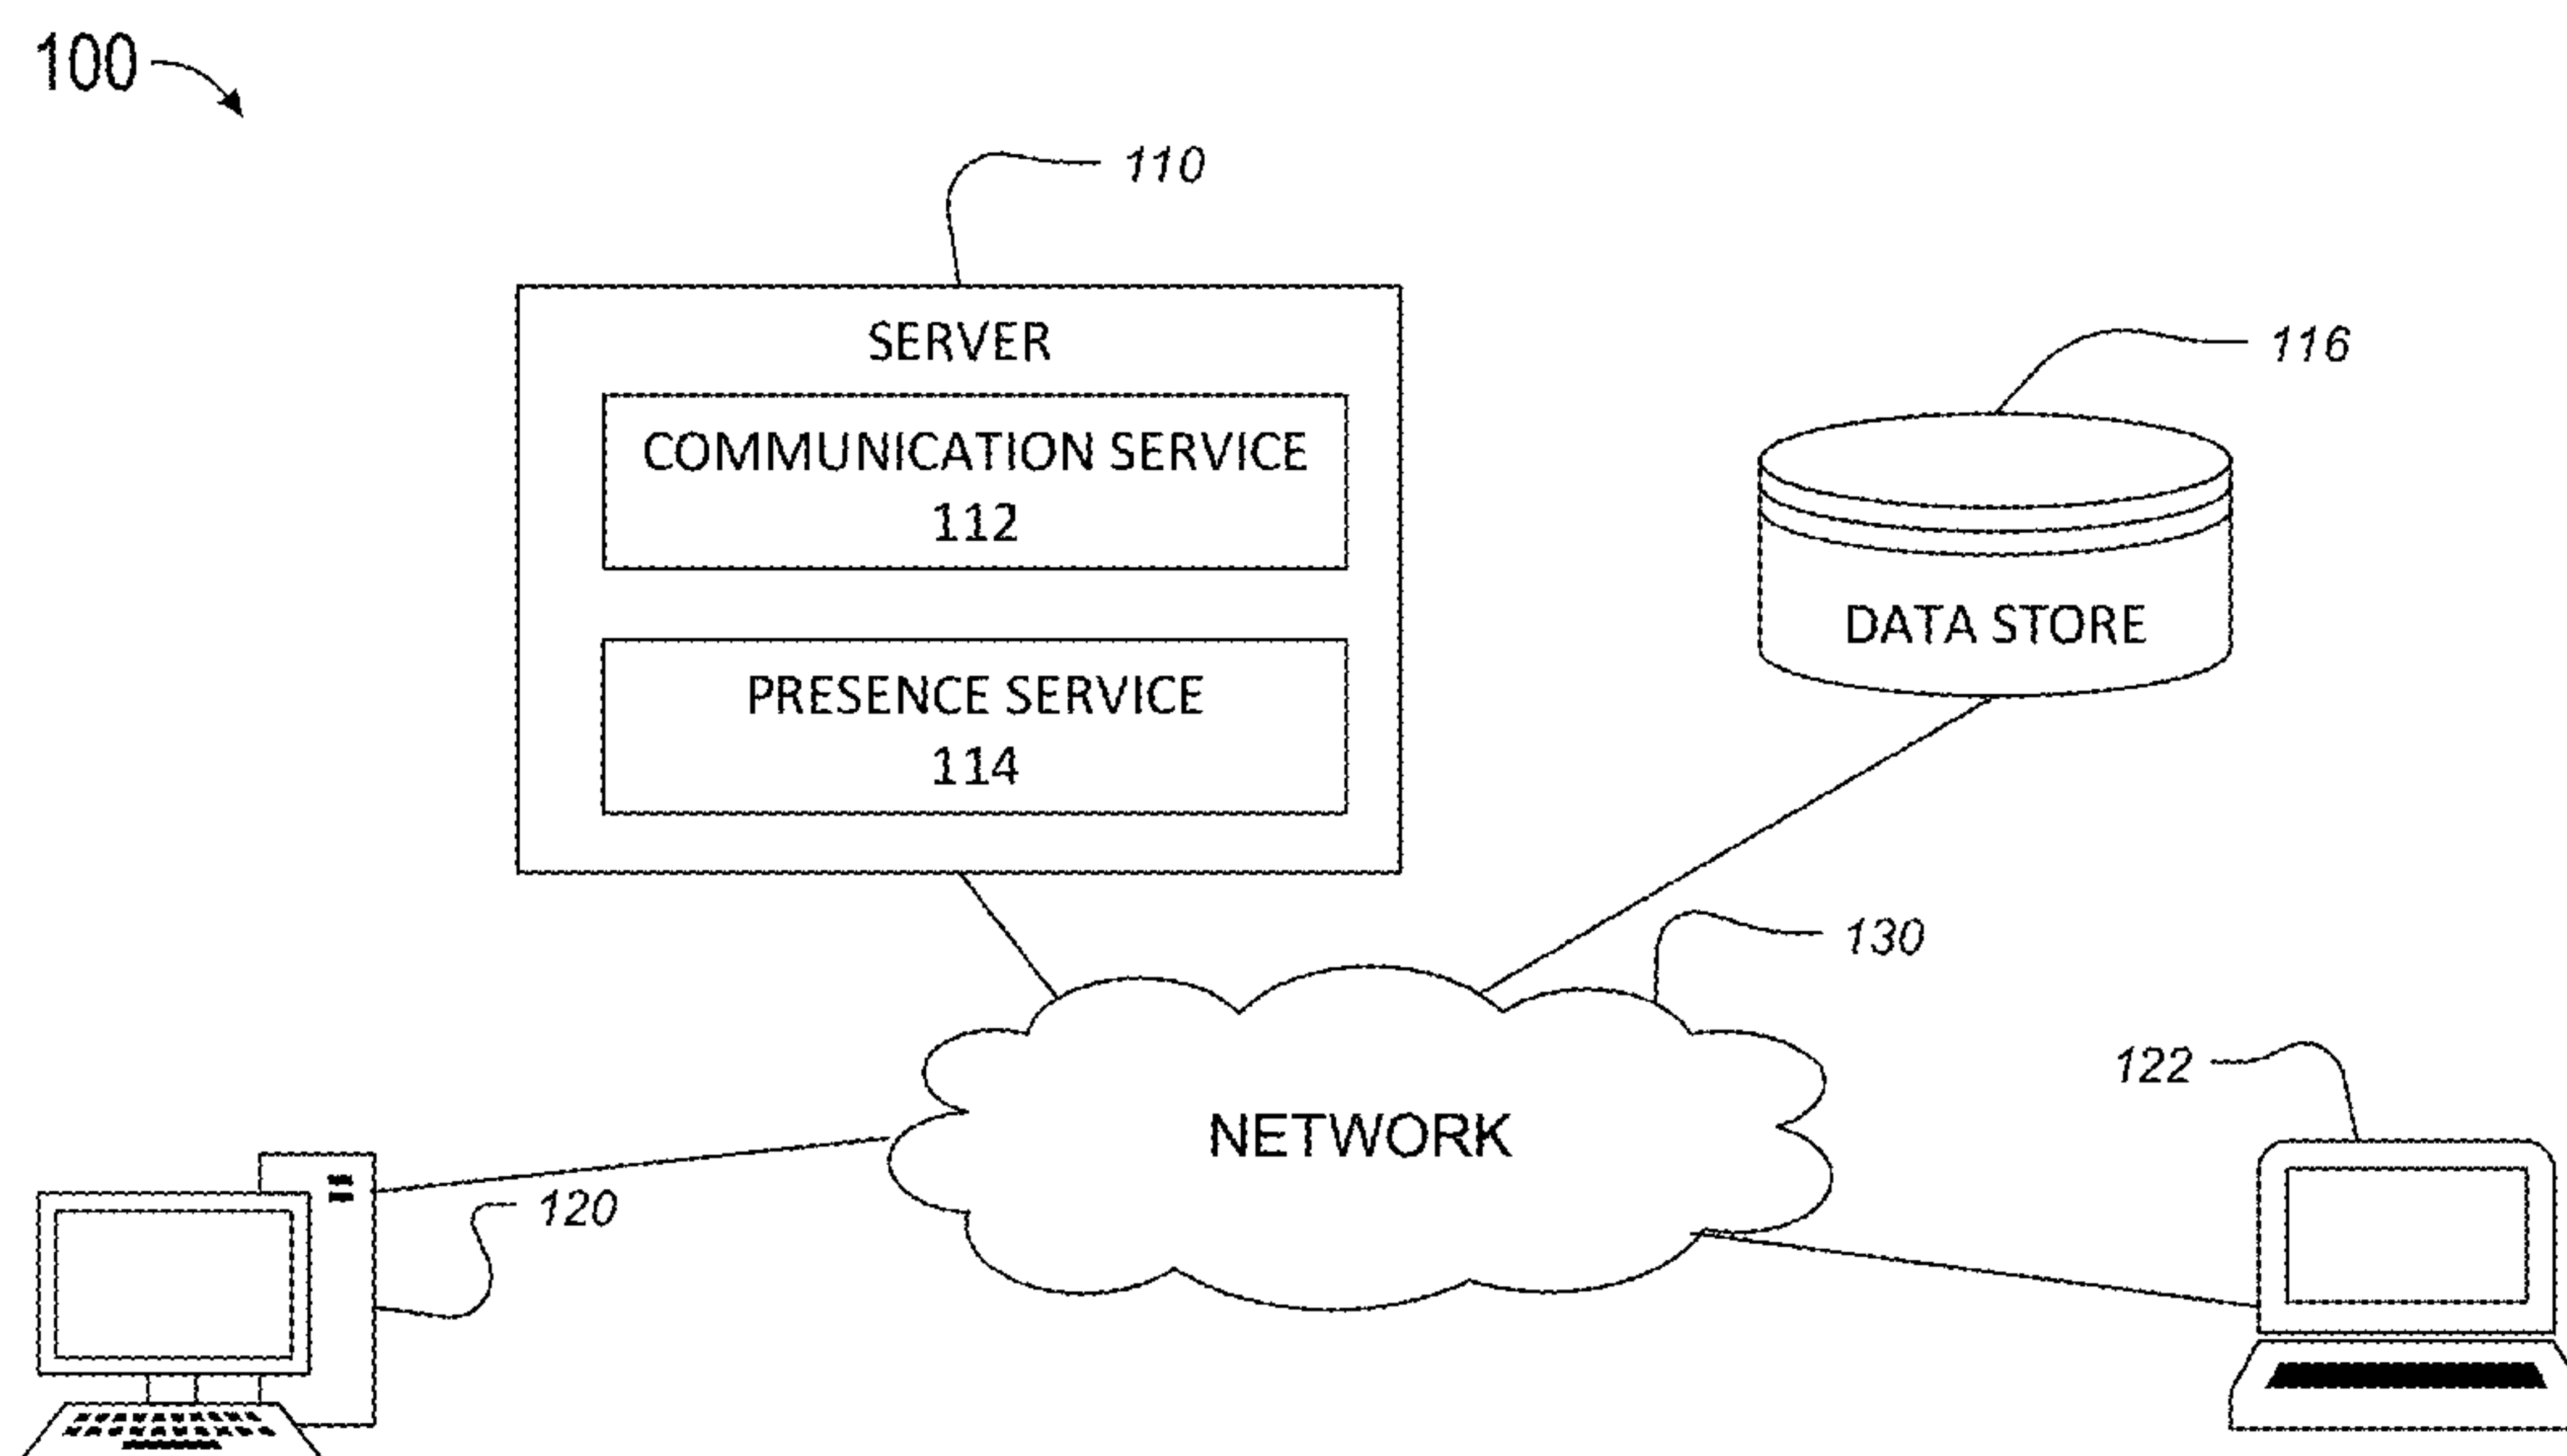 100
110
SERVER
116
COMMUNICATION SERVICE
112
DATA STORE
PRESENCE SERVICE
114
130
122
NETWORK
120